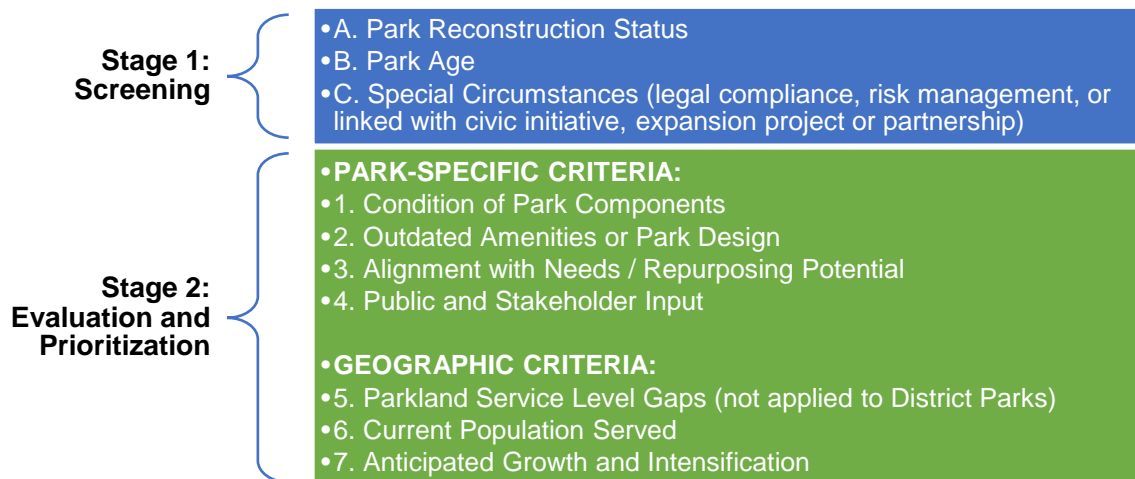 Stage 1:
Screening
•A. Park Reconstruction Status
•B. Park Age
•C. Special Circumstances (legal compliance, risk management, or
linked with civic initiative, expansion project or partnership)
Stage 2:
Evaluation and
Prioritization
•PARK-SPECIFIC CRITERIA:
•1. Condition of Park Components
•2. Outdated Amenities or Park Design
•3. Alignment with Needs / Repurposing Potential
•4. Public and Stakeholder Input
•GEOGRAPHIC CRITERIA:
•5. Parkland Service Level Gaps (not applied to District Parks)
•6. Current Population Served
•7. Anticipated Growth and Intensification